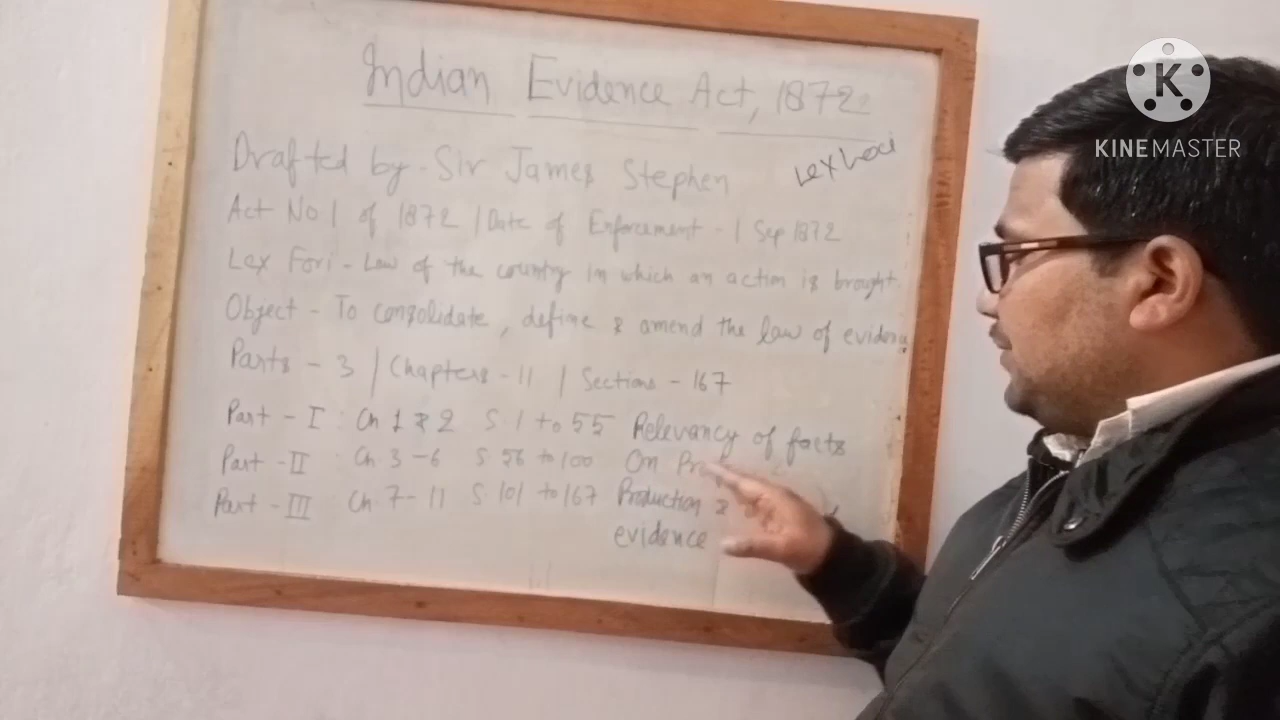 Indian Evidence Act, 1872
Drafted by - Sir James Stephen
Lex Loci
Act No 1 of 1872 / Date of Enforcement - 1 Sep 1872
Lex Fori - Law of the country in which an action is brought.
Object - To consolidate, define & amend the law of evidence
Parts - 3 / Chapters - 11 / Sections - 167
Part - I : Ch 1 & 2 S. 1 to 55 Relevancy of facts
Part - II Ch 3 - 6 S 56 to 100 On
Part - III Ch 7 - 11 S. 101 to 167 Production &
evidence
K
KINEMASTER